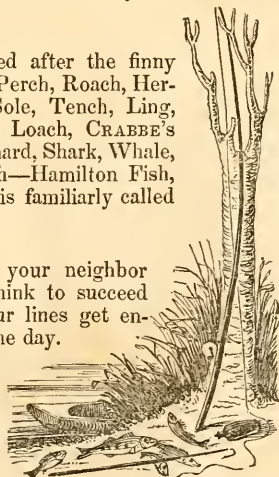 ed after the finny
Perch, Roach, Her-
Sole, Tench, Ling,
Loach, CRABBE'S
hard, Shark, Whale,
h—Hamilton Fish,
is familiarly called
your neighbor
hink to succeed
ur lines get en-
ne day.